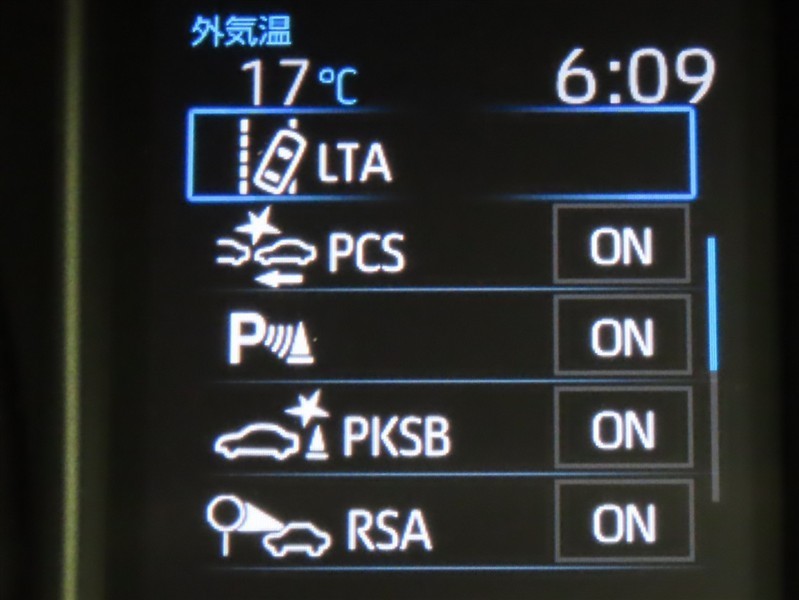 外気温
17℃ 6:09
LTA
PCS ON
P ON
PKSB ON
RSA ON